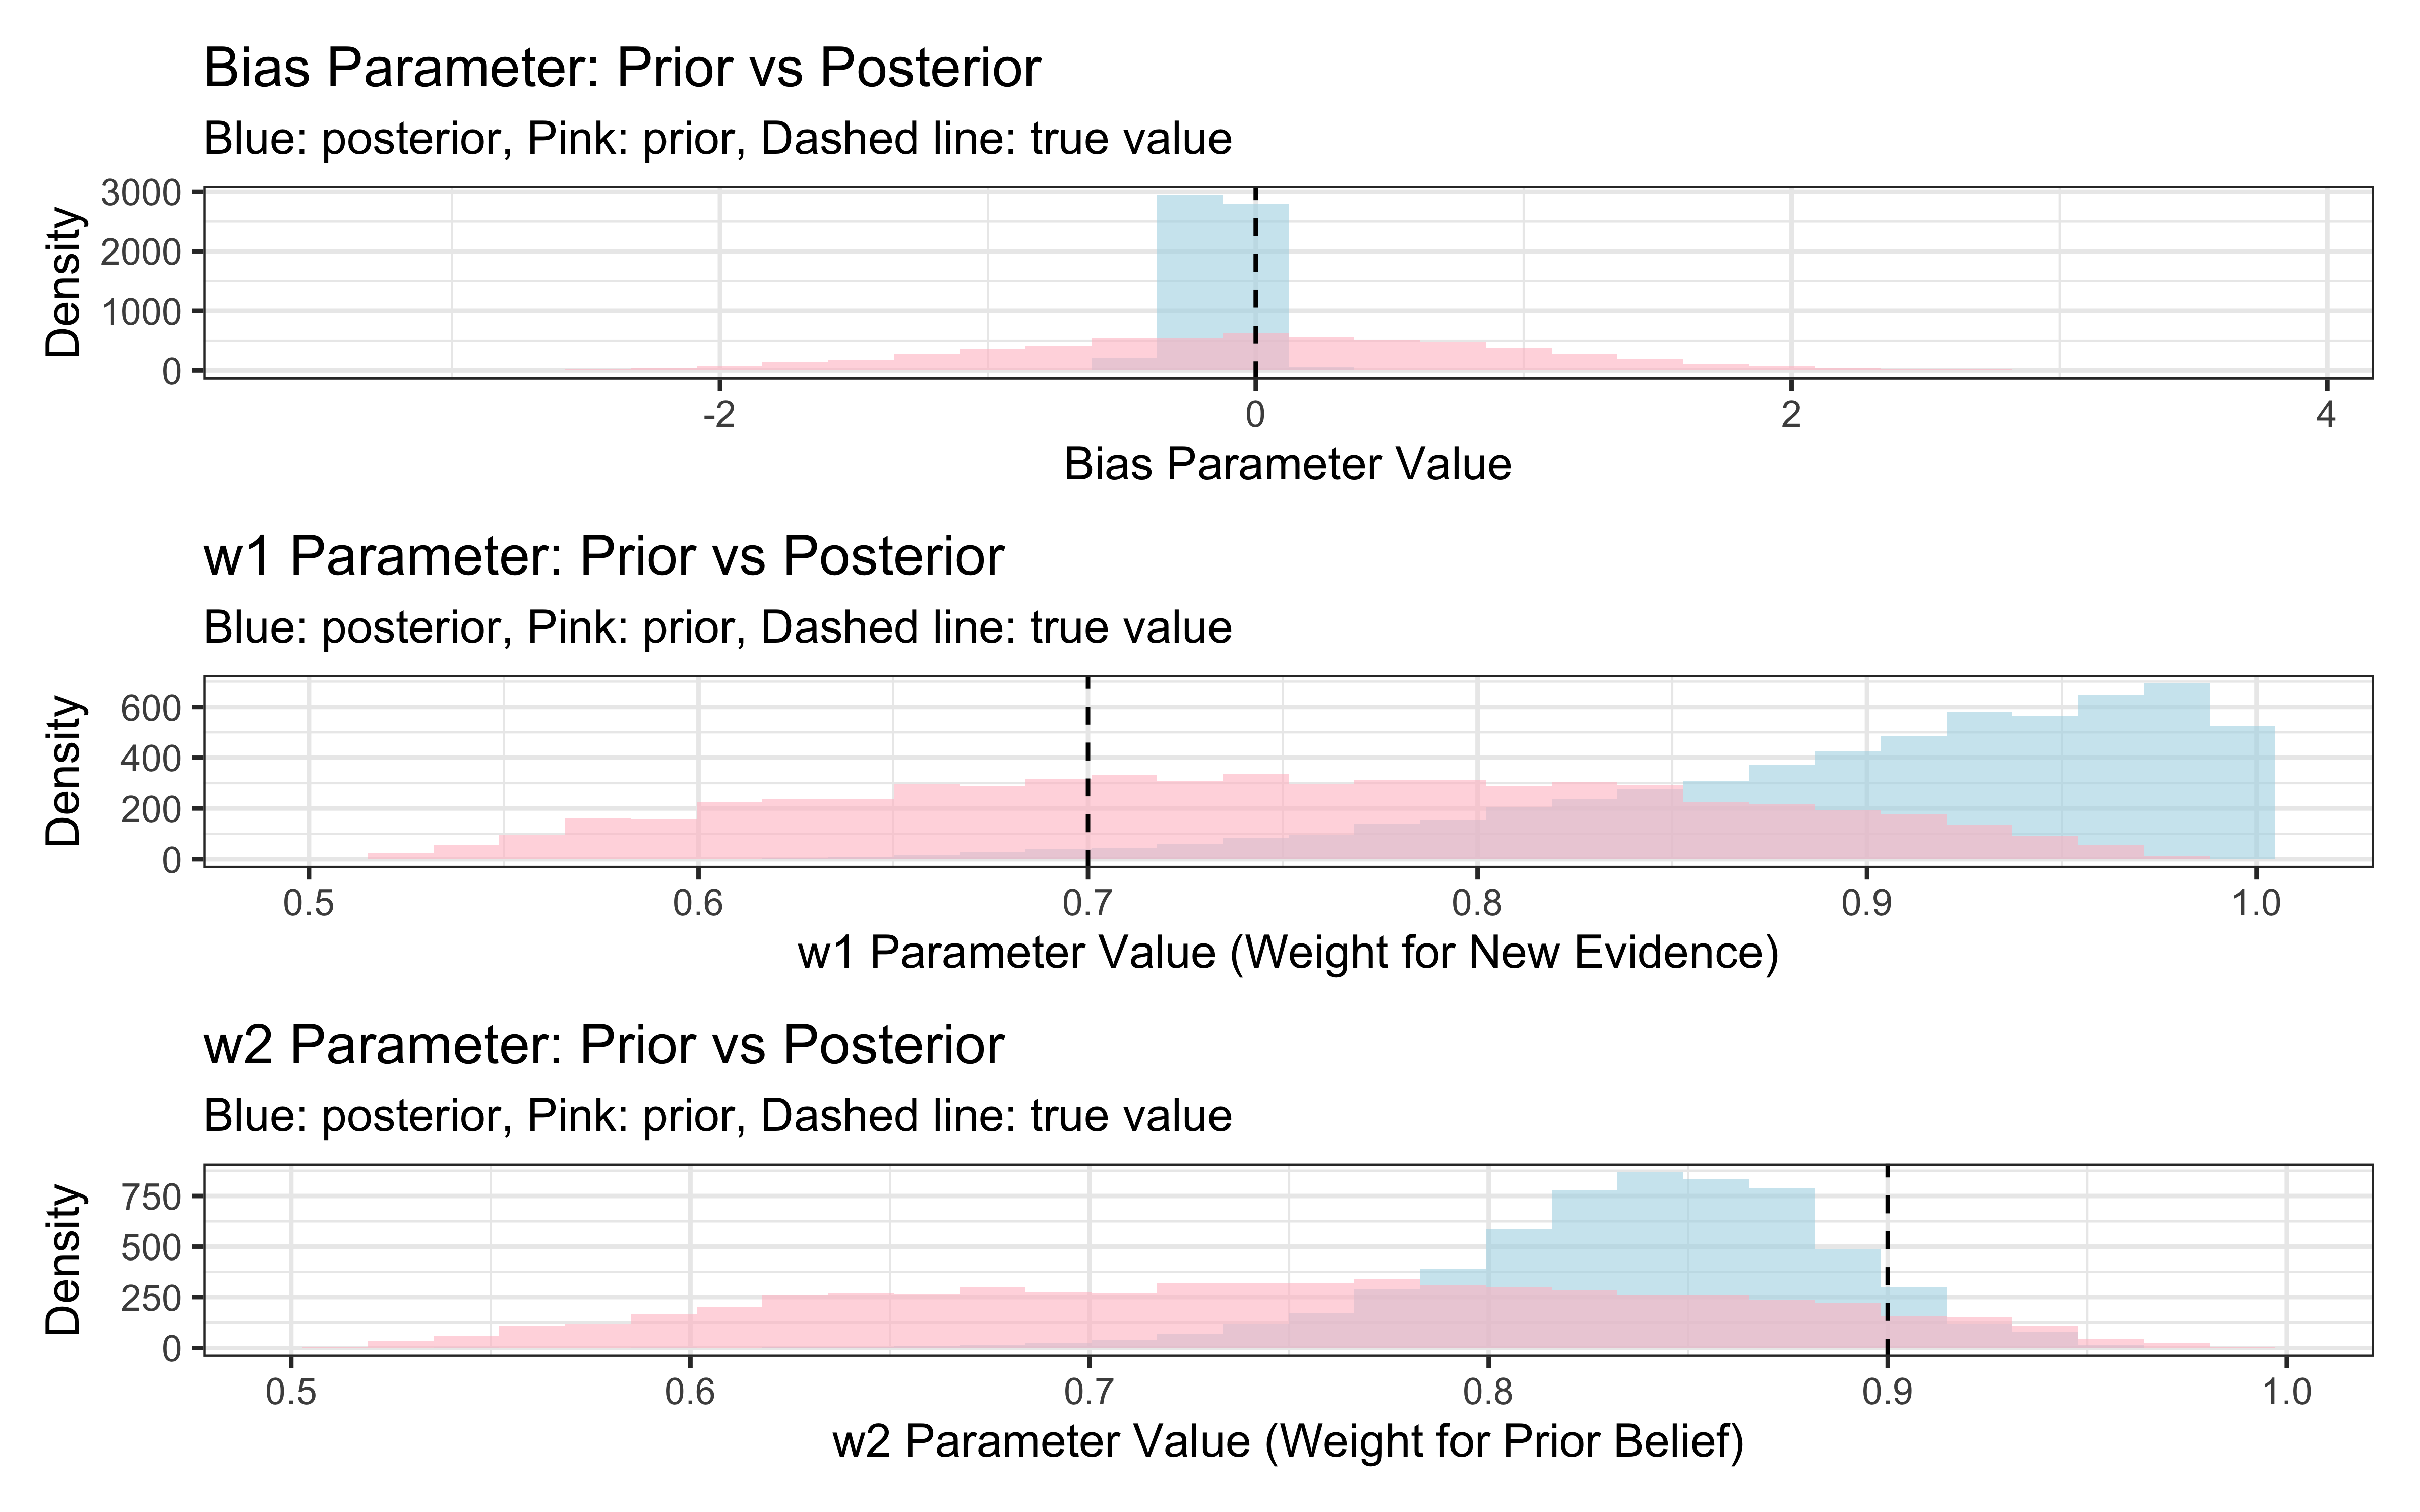 Bias Parameter: Prior vs Posterior
Blue: posterior, Pink: prior, Dashed line: true value
Density
3000
2000
1000
0
-2 0 2 4
Bias Parameter Value
w1 Parameter: Prior vs Posterior
Blue: posterior, Pink: prior, Dashed line: true value
Density
600
400
200
0
0.5 0.6 0.7 0.8 0.9 1.0
w1 Parameter Value (Weight for New Evidence)
w2 Parameter: Prior vs Posterior
Blue: posterior, Pink: prior, Dashed line: true value
Density
750
500
250
0
0.5 0.6 0.7 0.8 0.9 1.0
w2 Parameter Value (Weight for Prior Belief)